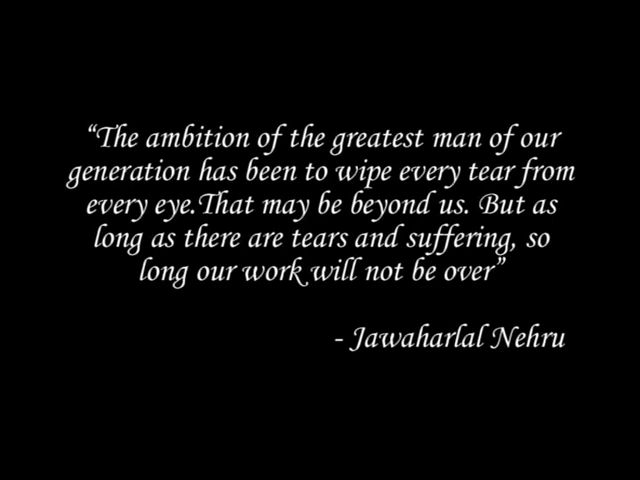 “The ambition of the greatest man of our
generation has been to wipe every tear from
every eye.That may be beyond us. But as
long as there are tears and suffering, so
long our work will not be over”
- Jawaharlal Nehru